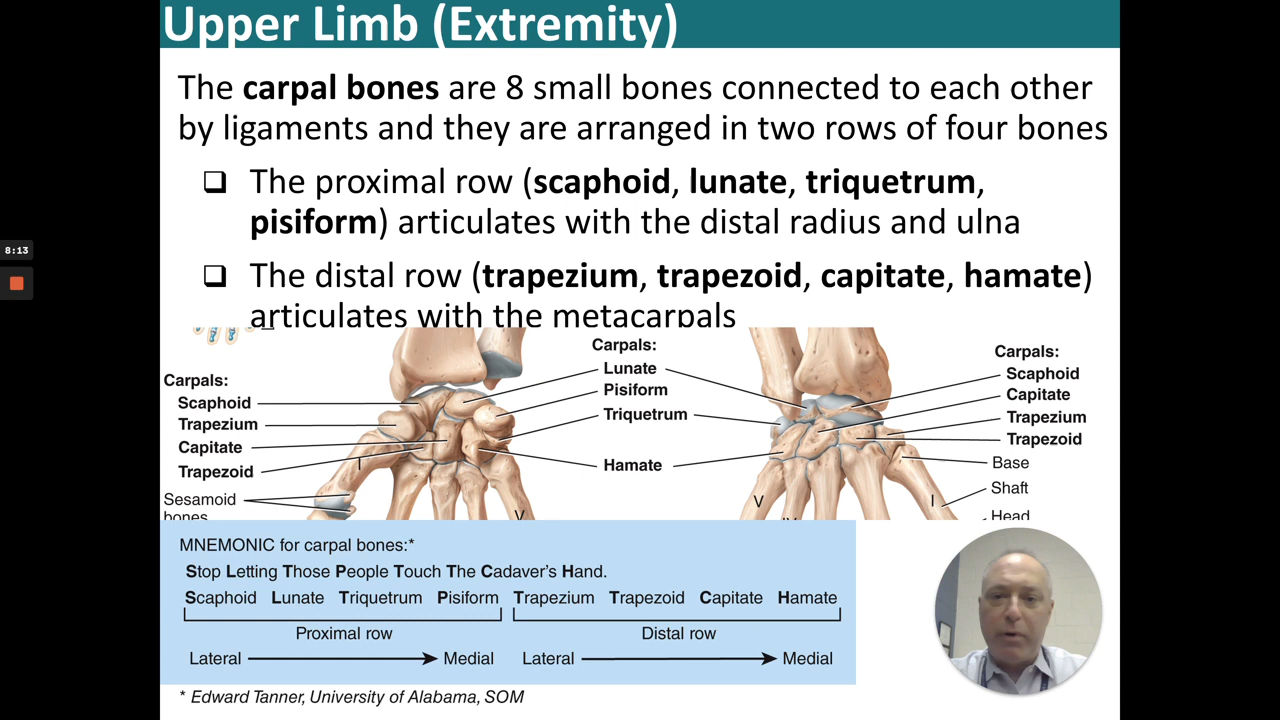 Upper Limb (Extremity)
The carpal bones are 8 small bones connected to each other
by ligaments and they are arranged in two rows of four bones
❑ The proximal row (scaphoid, lunate, triquetrum,
pisiform) articulates with the distal radius and ulna
❑ The distal row (trapezium, trapezoid, capitate, hamate)
articulates with the metacarpals
8:13
Carpals:
Scaphoid
Trapezium
Capitate
Trapezoid
Sesamoid
bones
I
V
Carpals:
Lunate
Pisiform
Triquetrum
Hamate
V
IV
I
Carpals:
Scaphoid
Capitate
Trapezium
Trapezoid
Base
Shaft
Head
MNEMONIC for carpal bones:*
Stop Letting Those People Touch The Cadaver's Hand.
Scaphoid Lunate Triquetrum Pisiform Trapezium Trapezoid Capitate Hamate
Proximal row Distal row
Lateral Medial Lateral Medial
* Edward Tanner, University of Alabama, SOM